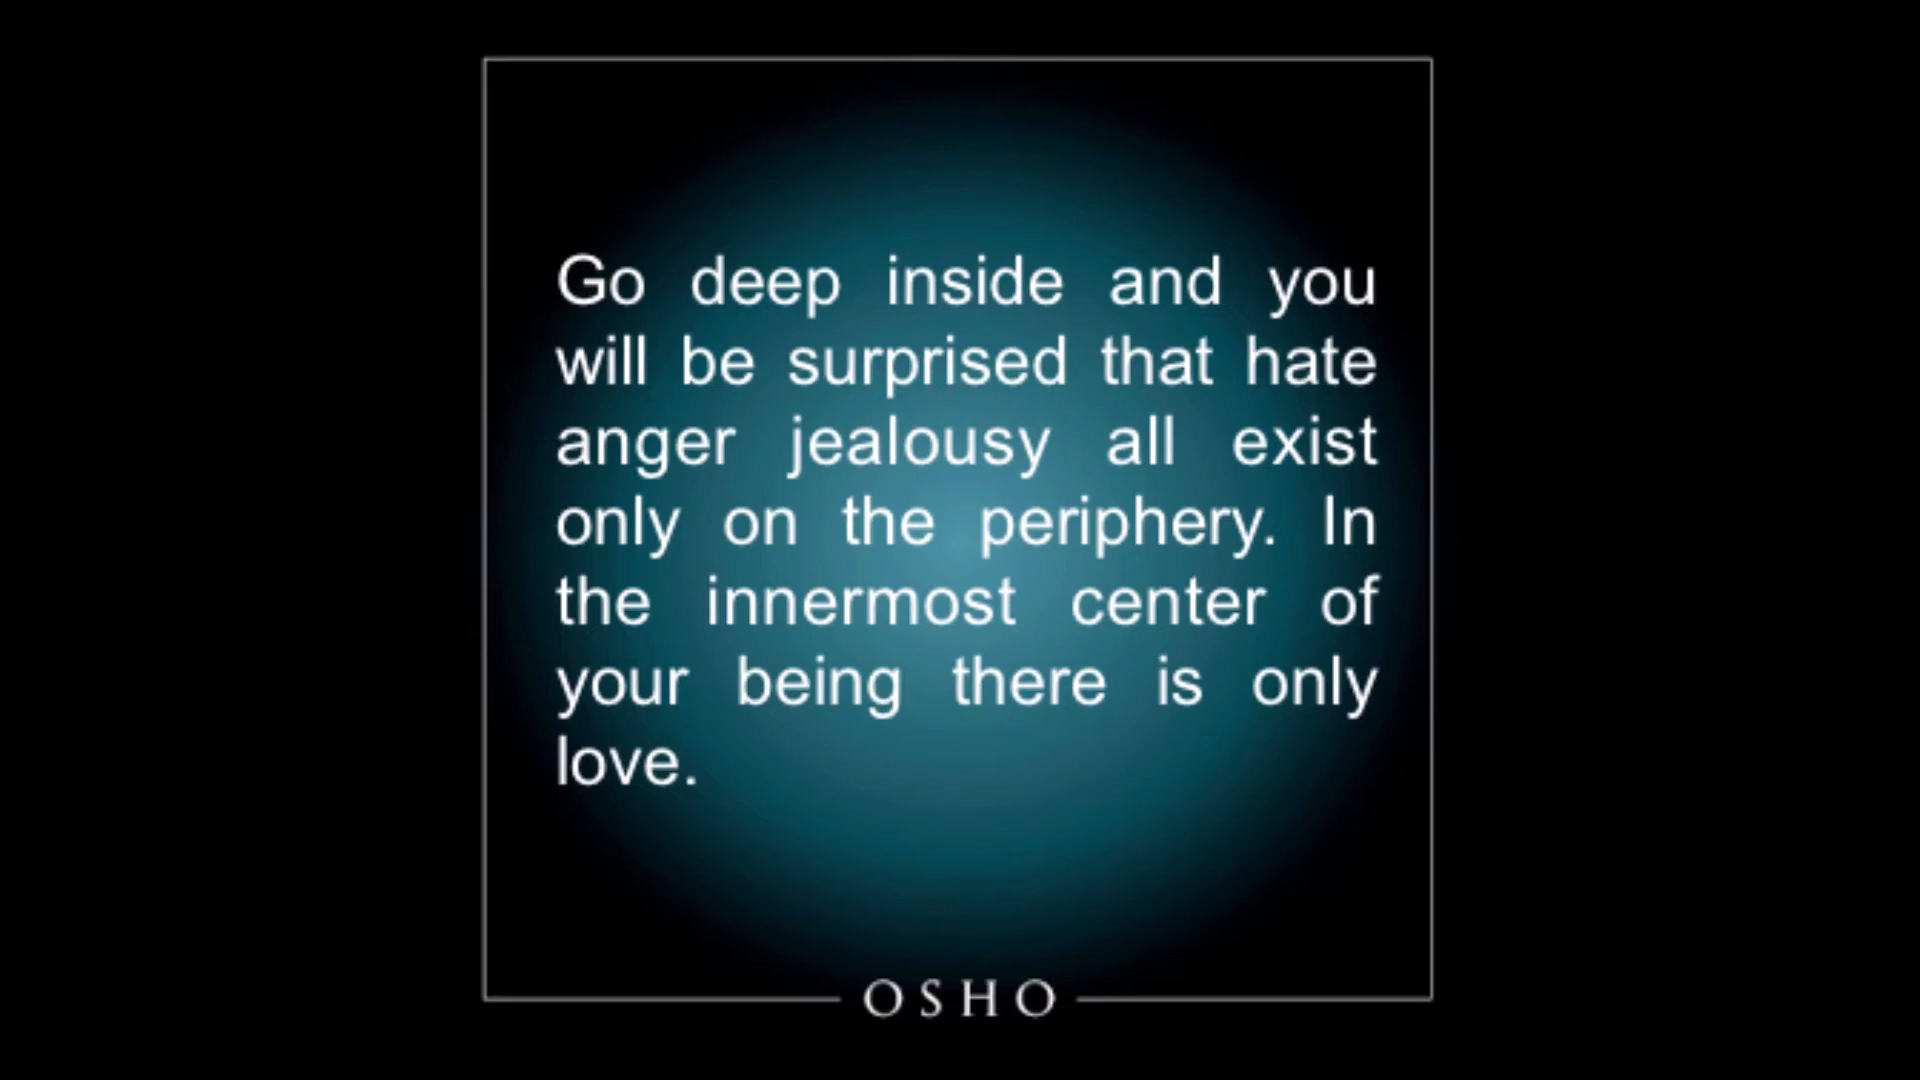 Go deep inside and you
will be surprised that hate
anger jealousy all exist
only on the periphery. In
the innermost center of
your being there is only
love.
OSHO